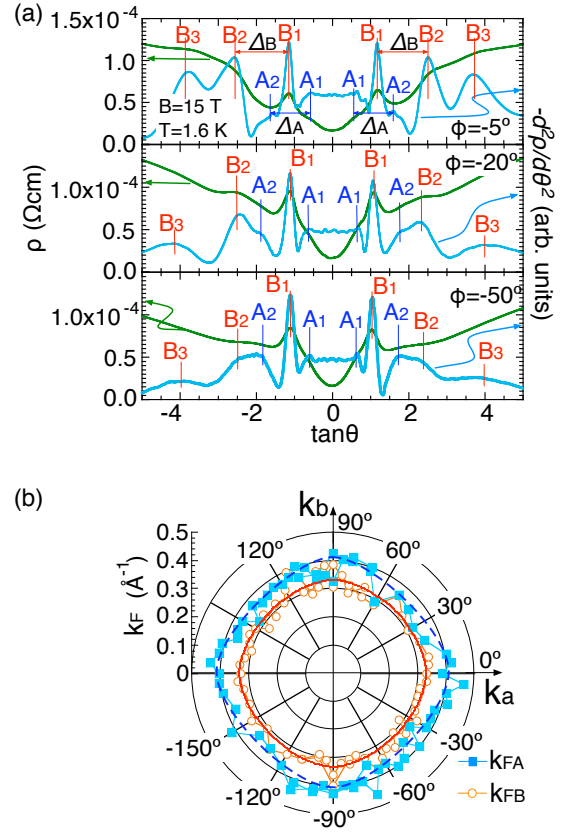 (a)
B3 B2 ΔB B1 B1 ΔB B2 B3
1.0
A2 A1 A1 A2
0.5
ΔA ΔA
B=15 T
T=1.6 K
Φ=-5º
0.0
1.5x10⁻⁴
Φ=-20º
B2 A2 B1 B1 A2 B2
1.0
A1 A1
0.5
B3 B3
0.0
Φ=-50º
B1 B1
1.0x10⁻⁴
B2 A2 A1 A1 A2 B2
0.5
B3 B3
0.0
-4 -2 0 2 4
tanθ
ρ (Ωcm)
-d²ρ/dθ² (arb. units)
(b)
kb
90º
0.5
120º 60º
0.4
0.3
30º
0.2
0.1
0 0º
ka
kF (Å⁻¹)
-150º -30º
-120º -60º
-90º
kFA
kFB